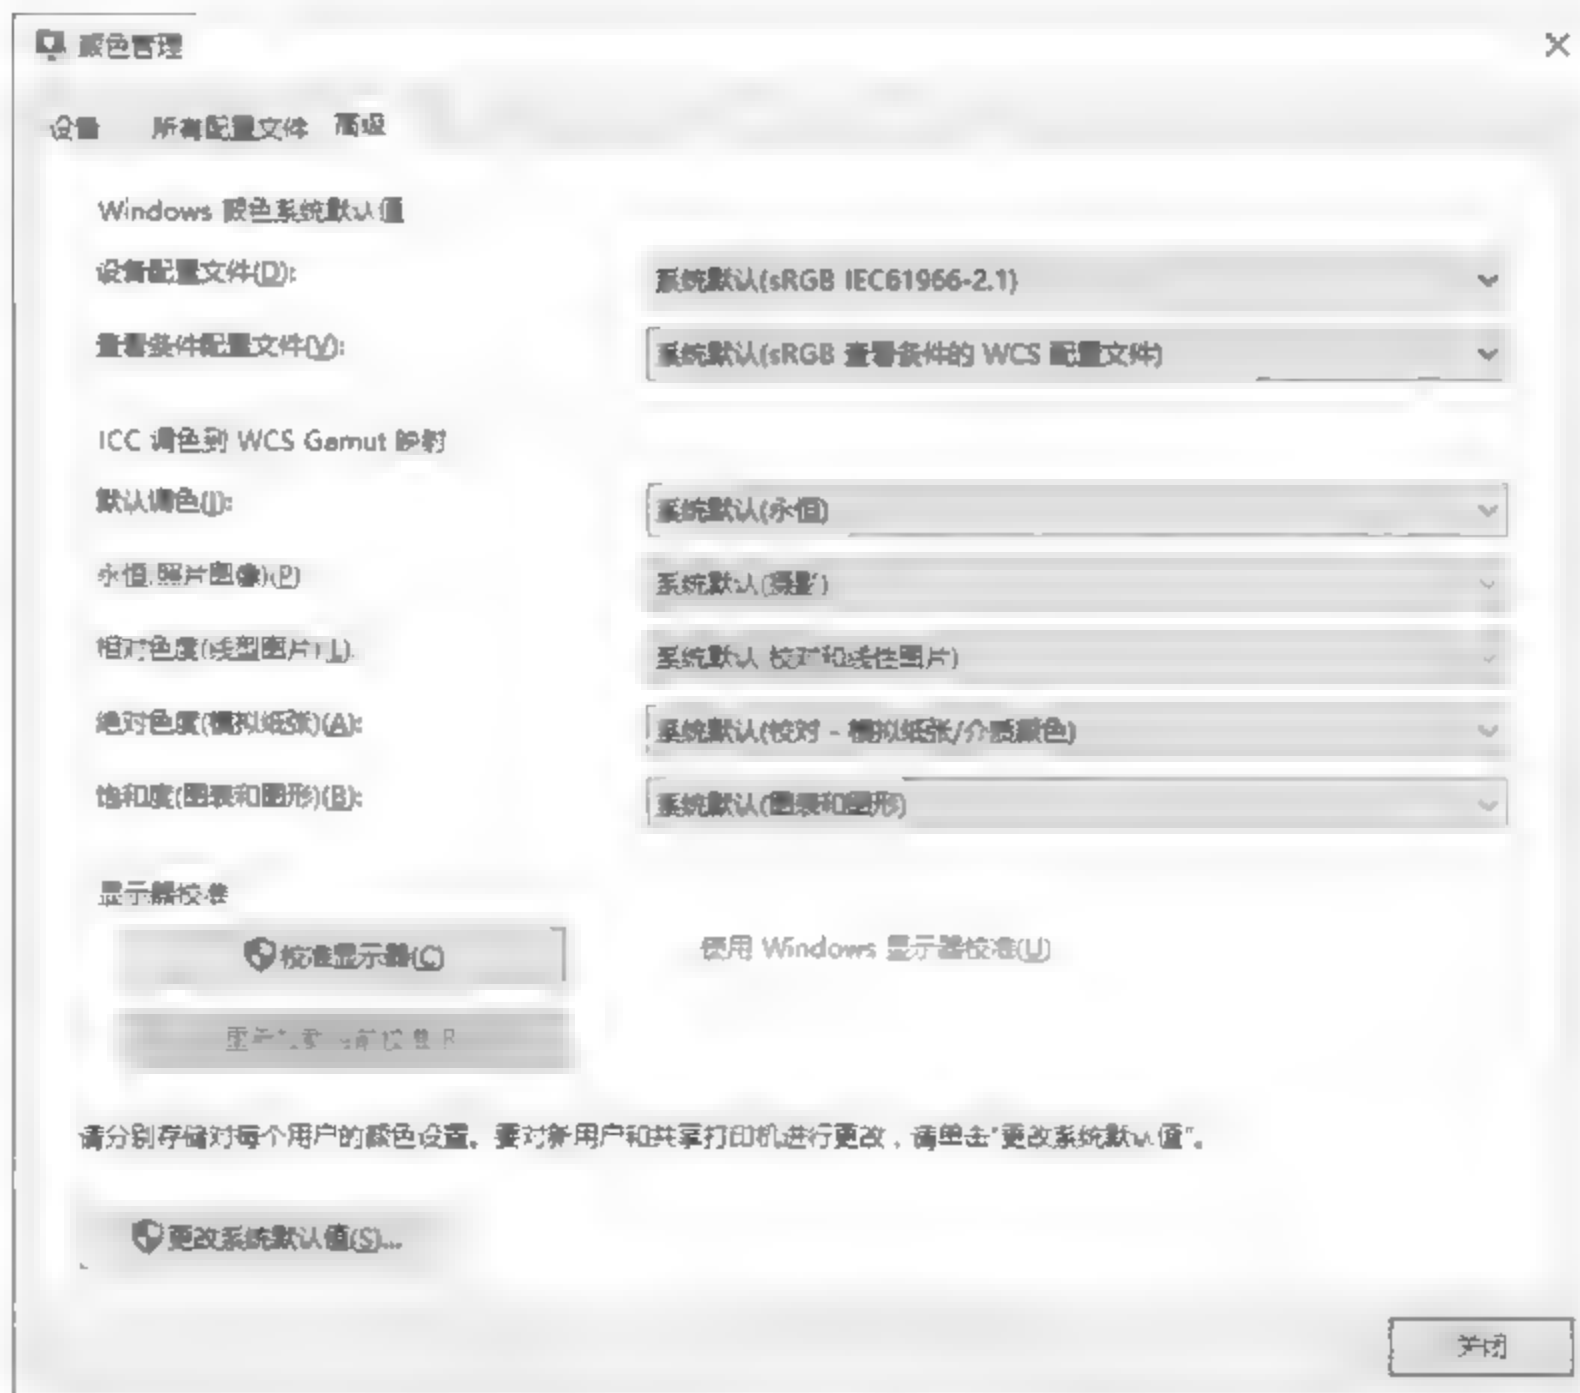 颜色管理
设备 所有配置文件 高级
Windows 颜色系统默认值
设备配置文件(D):
系统默认(sRGB IEC61966-2.1)
查看条件配置文件(V):
系统默认(sRGB 查看条件的 WCS 配置文件)
ICC 调色到 WCS Gamut 映射
默认调色(I):
系统默认(永恒)
永恒(照片图像)(P)
系统默认(摄影)
相对色度(线型图片)(L):
系统默认(校对和线性图片)
绝对色度(模拟纸张)(A):
系统默认(校对 - 模拟纸张/介质颜色)
饱和度(图表和图形)(B):
系统默认(图表和图形)
显示器校准
校准显示器(C)
使用 Windows 显示器校准(U)
请分别存储对每个用户的颜色设置。要对新用户和共享打印机进行更改，请单击"更改系统默认值"。
更改系统默认值(S)...
关闭